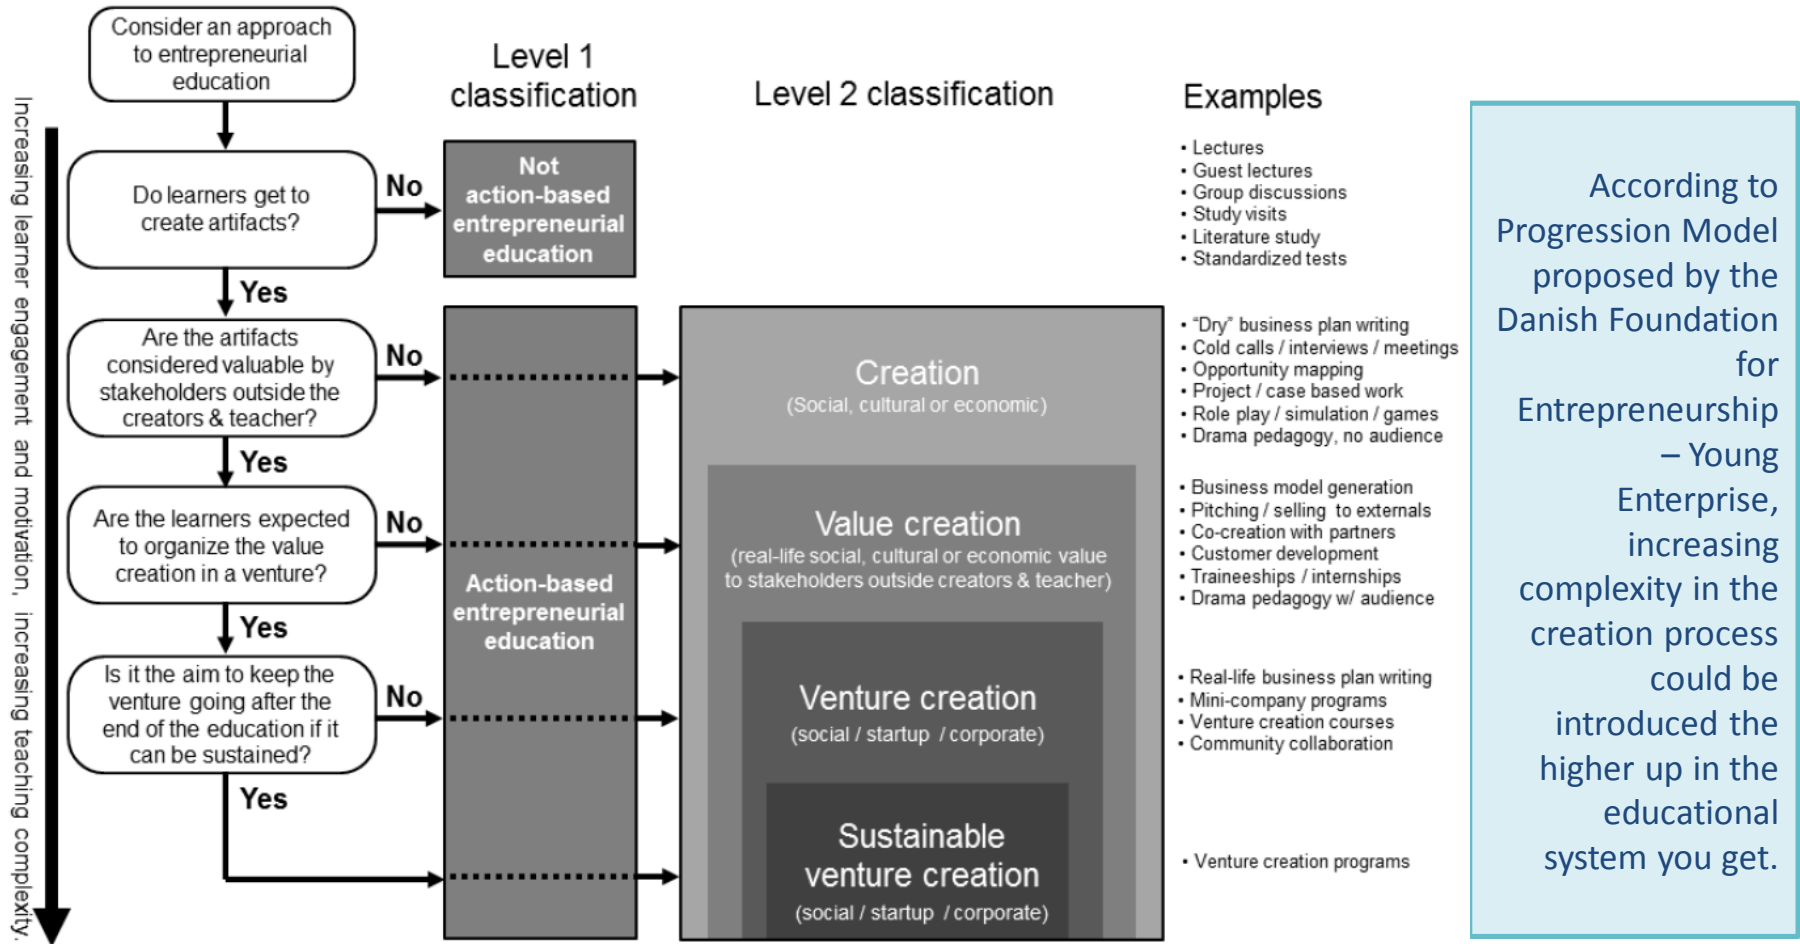 Consider an approach
to entrepreneurial
education
Level 1
classification
Level 2 classification
Examples
Increasing learner engagement and motivation, increasing teaching complexity.
Do learners get to
create artifacts?
No
Not
action-based
entrepreneurial
education
• Lectures
• Guest lectures
• Group discussions
• Study visits
• Literature study
• Standardized tests
Yes
Are the artifacts
considered valuable by
stakeholders outside the
creators & teacher?
No
Creation
(Social, cultural or economic)
• “Dry” business plan writing
• Cold calls / interviews / meetings
• Opportunity mapping
• Project / case based work
• Role play / simulation / games
• Drama pedagogy, no audience
Yes
Are the learners expected
to organize the value
creation in a venture?
No
Action-based
entrepreneurial
education
Value creation
(real-life social, cultural or economic value
to stakeholders outside creators & teacher)
• Business model generation
• Pitching / selling to externals
• Co-creation with partners
• Customer development
• Traineeships / internships
• Drama pedagogy w/ audience
Yes
Is it the aim to keep the
venture going after the
end of the education if it
can be sustained?
No
Venture creation
(social / startup / corporate)
• Real-life business plan writing
• Mini-company programs
• Venture creation courses
• Community collaboration
Yes
Sustainable
venture creation
(social / startup / corporate)
• Venture creation programs
According to
Progression Model
proposed by the
Danish Foundation
for
Entrepreneurship
– Young
Enterprise,
increasing
complexity in the
creation process
could be
introduced the
higher up in the
educational
system you get.